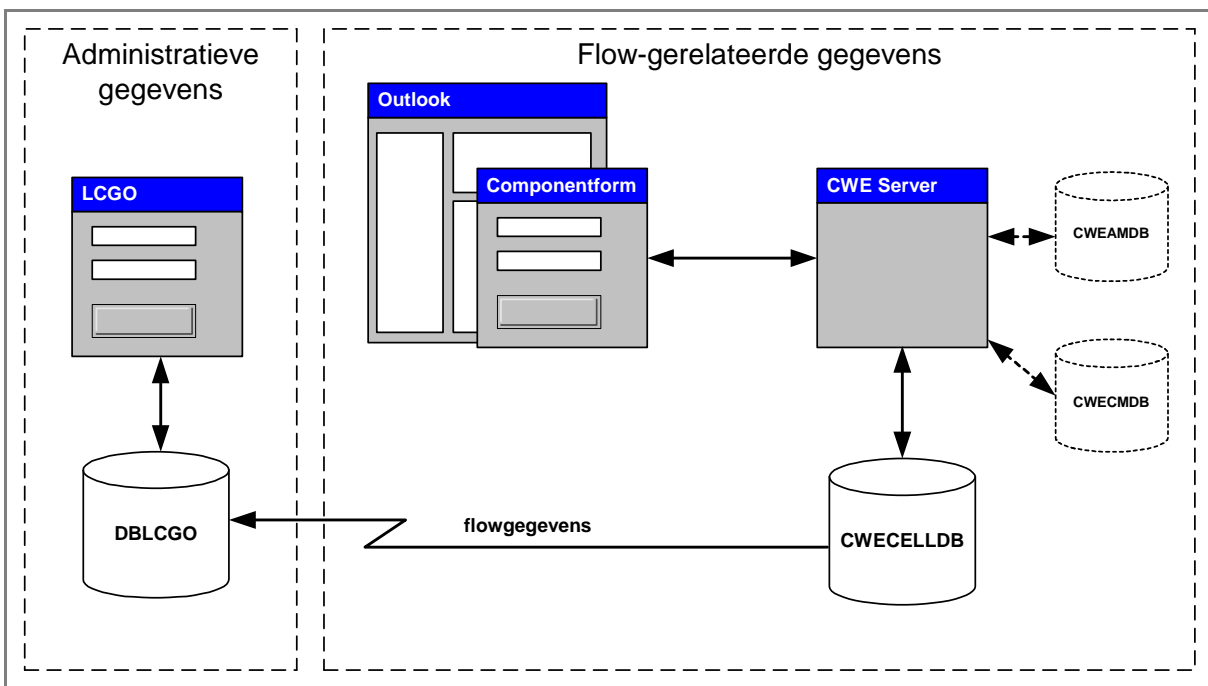 Administratieve
gegevens
Flow-gerelateerde gegevens
Outlook
LCGO
Componentform
CWE Server
CWEAMDB
CWECMDB
DBLCGO
flowgegevens
CWECELLDB